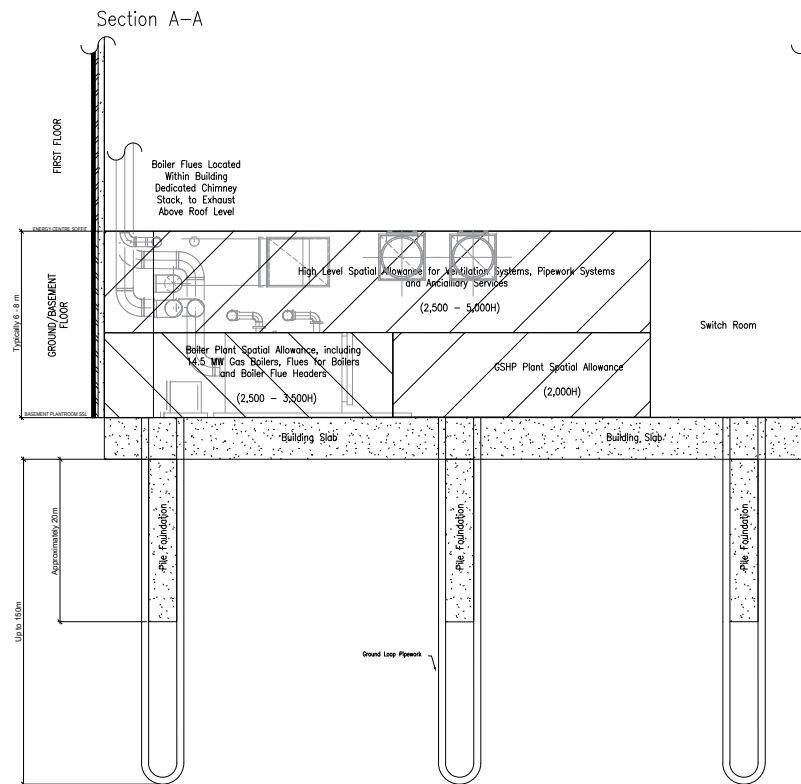 Section A-A
FIRST FLOOR
Boiler Flues Located
Within Building
Dedicated Chimney
Stack, to Exhaust
Above Roof Level
ENERGY CENTRE SOFFIT
Typically 6 - 8 m
GROUND/BASEMENT
FLOOR
High Level Spatial Allowance for Ventilation Systems, Pipework Systems
and Ancialliary Services
(2,500 - 5,000H)
Switch Room
Boiler Plant Spatial Allowance, including
14.5 MW Gas Boilers, Flues for Boilers
and Boiler Flue Headers
(2,500 - 3,500H)
GSHP Plant Spatial Allowance
(2,000H)
BASEMENT PLANTROOM SSL
Building Slab
Building Slab
Approximately 20m
Pile Foundation
Pile Foundation
Pile Foundation
Up to 150m
Ground Loop Pipework